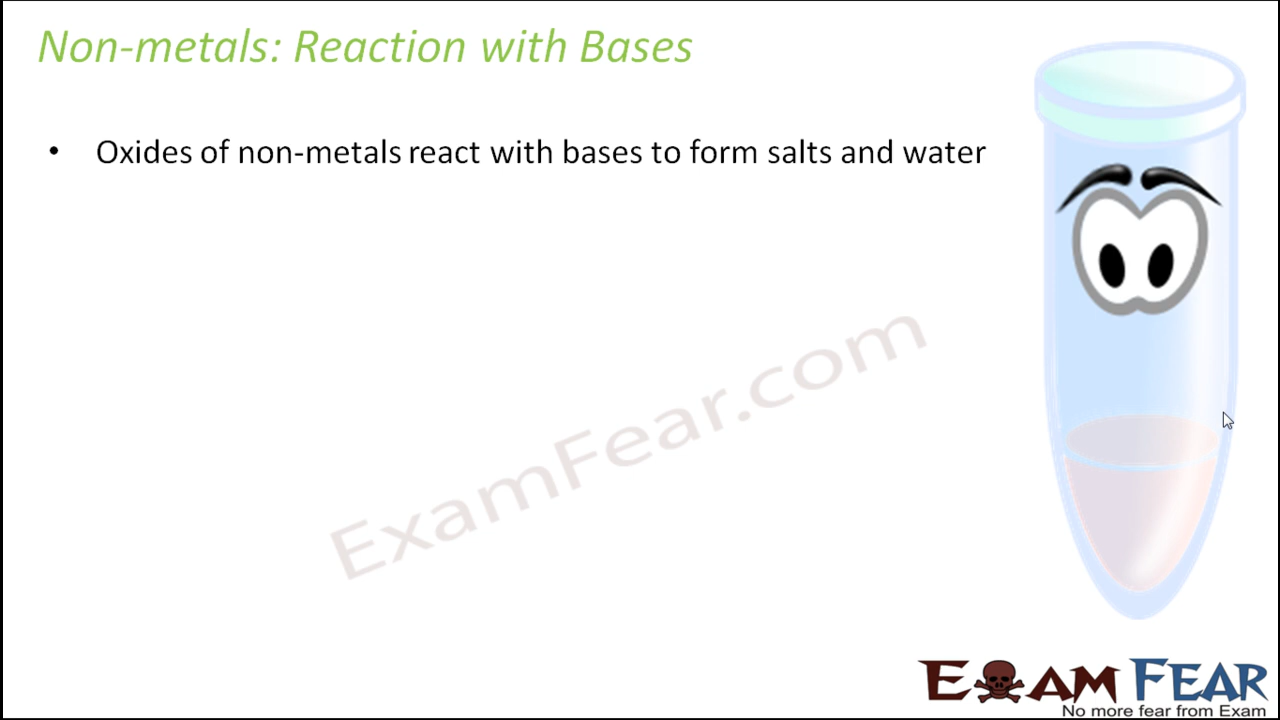 Non-metals: Reaction with Bases
• Oxides of non-metals react with bases to form salts and water
ExamFear.com
EXAM FEAR
No more fear from Exam